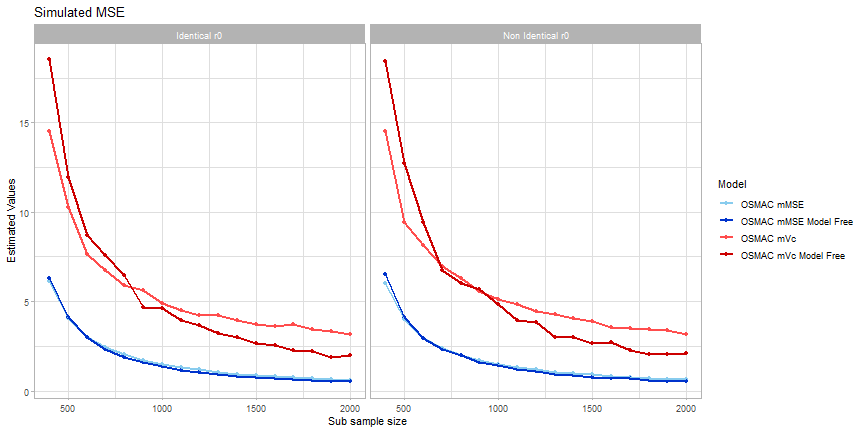 Simulated MSE
Identical r0
Non Identical r0
Estimated Values
15
10
5
0
500
1000
1500
2000
500
1000
1500
2000
Sub sample size
Model
OSMAC mMSE
OSMAC mMSE Model Free
OSMAC mVc
OSMAC mVc Model Free